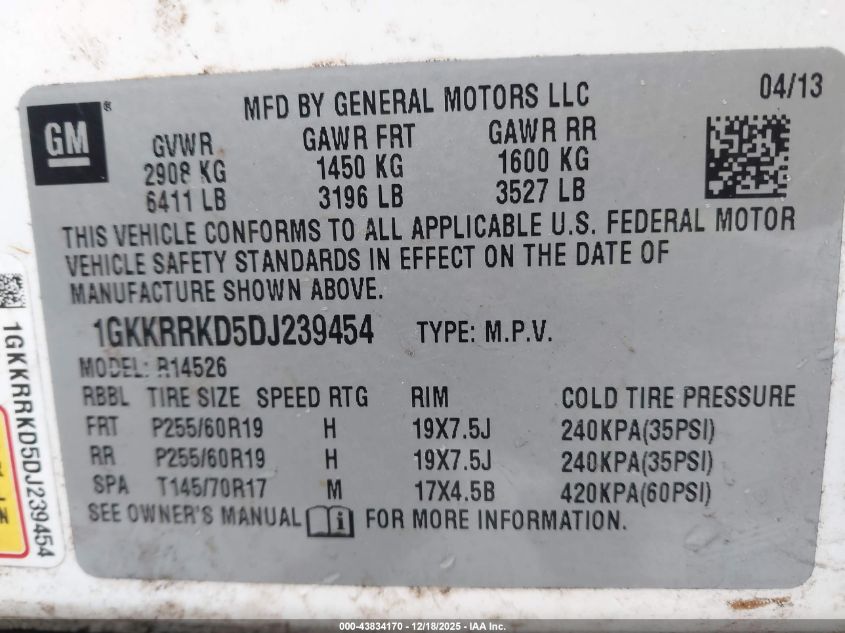 GM
®
MFD BY GENERAL MOTORS LLC
04/13
GVWR GAWR FRT GAWR RR
2908 KG 1450 KG 1600 KG
6411 LB 3196 LB 3527 LB
THIS VEHICLE CONFORMS TO ALL APPLICABLE U.S. FEDERAL MOTOR
VEHICLE SAFETY STANDARDS IN EFFECT ON THE DATE OF
MANUFACTURE SHOWN ABOVE.
1GKKRRKD5DJ239454 TYPE: M.P.V.
MODEL: R14526
RBBL TIRE SIZE SPEED RTG RIM COLD TIRE PRESSURE
FRT P255/60R19 H 19X7.5J 240KPA(35PSI)
RR P255/60R19 H 19X7.5J 240KPA(35PSI)
SPA T145/70R17 M 17X4.5B 420KPA(60PSI)
SEE OWNER'S MANUAL i FOR MORE INFORMATION.
1GKKRRKD5DJ239454
000-43834170 - 12/18/2025 - IAA Inc.